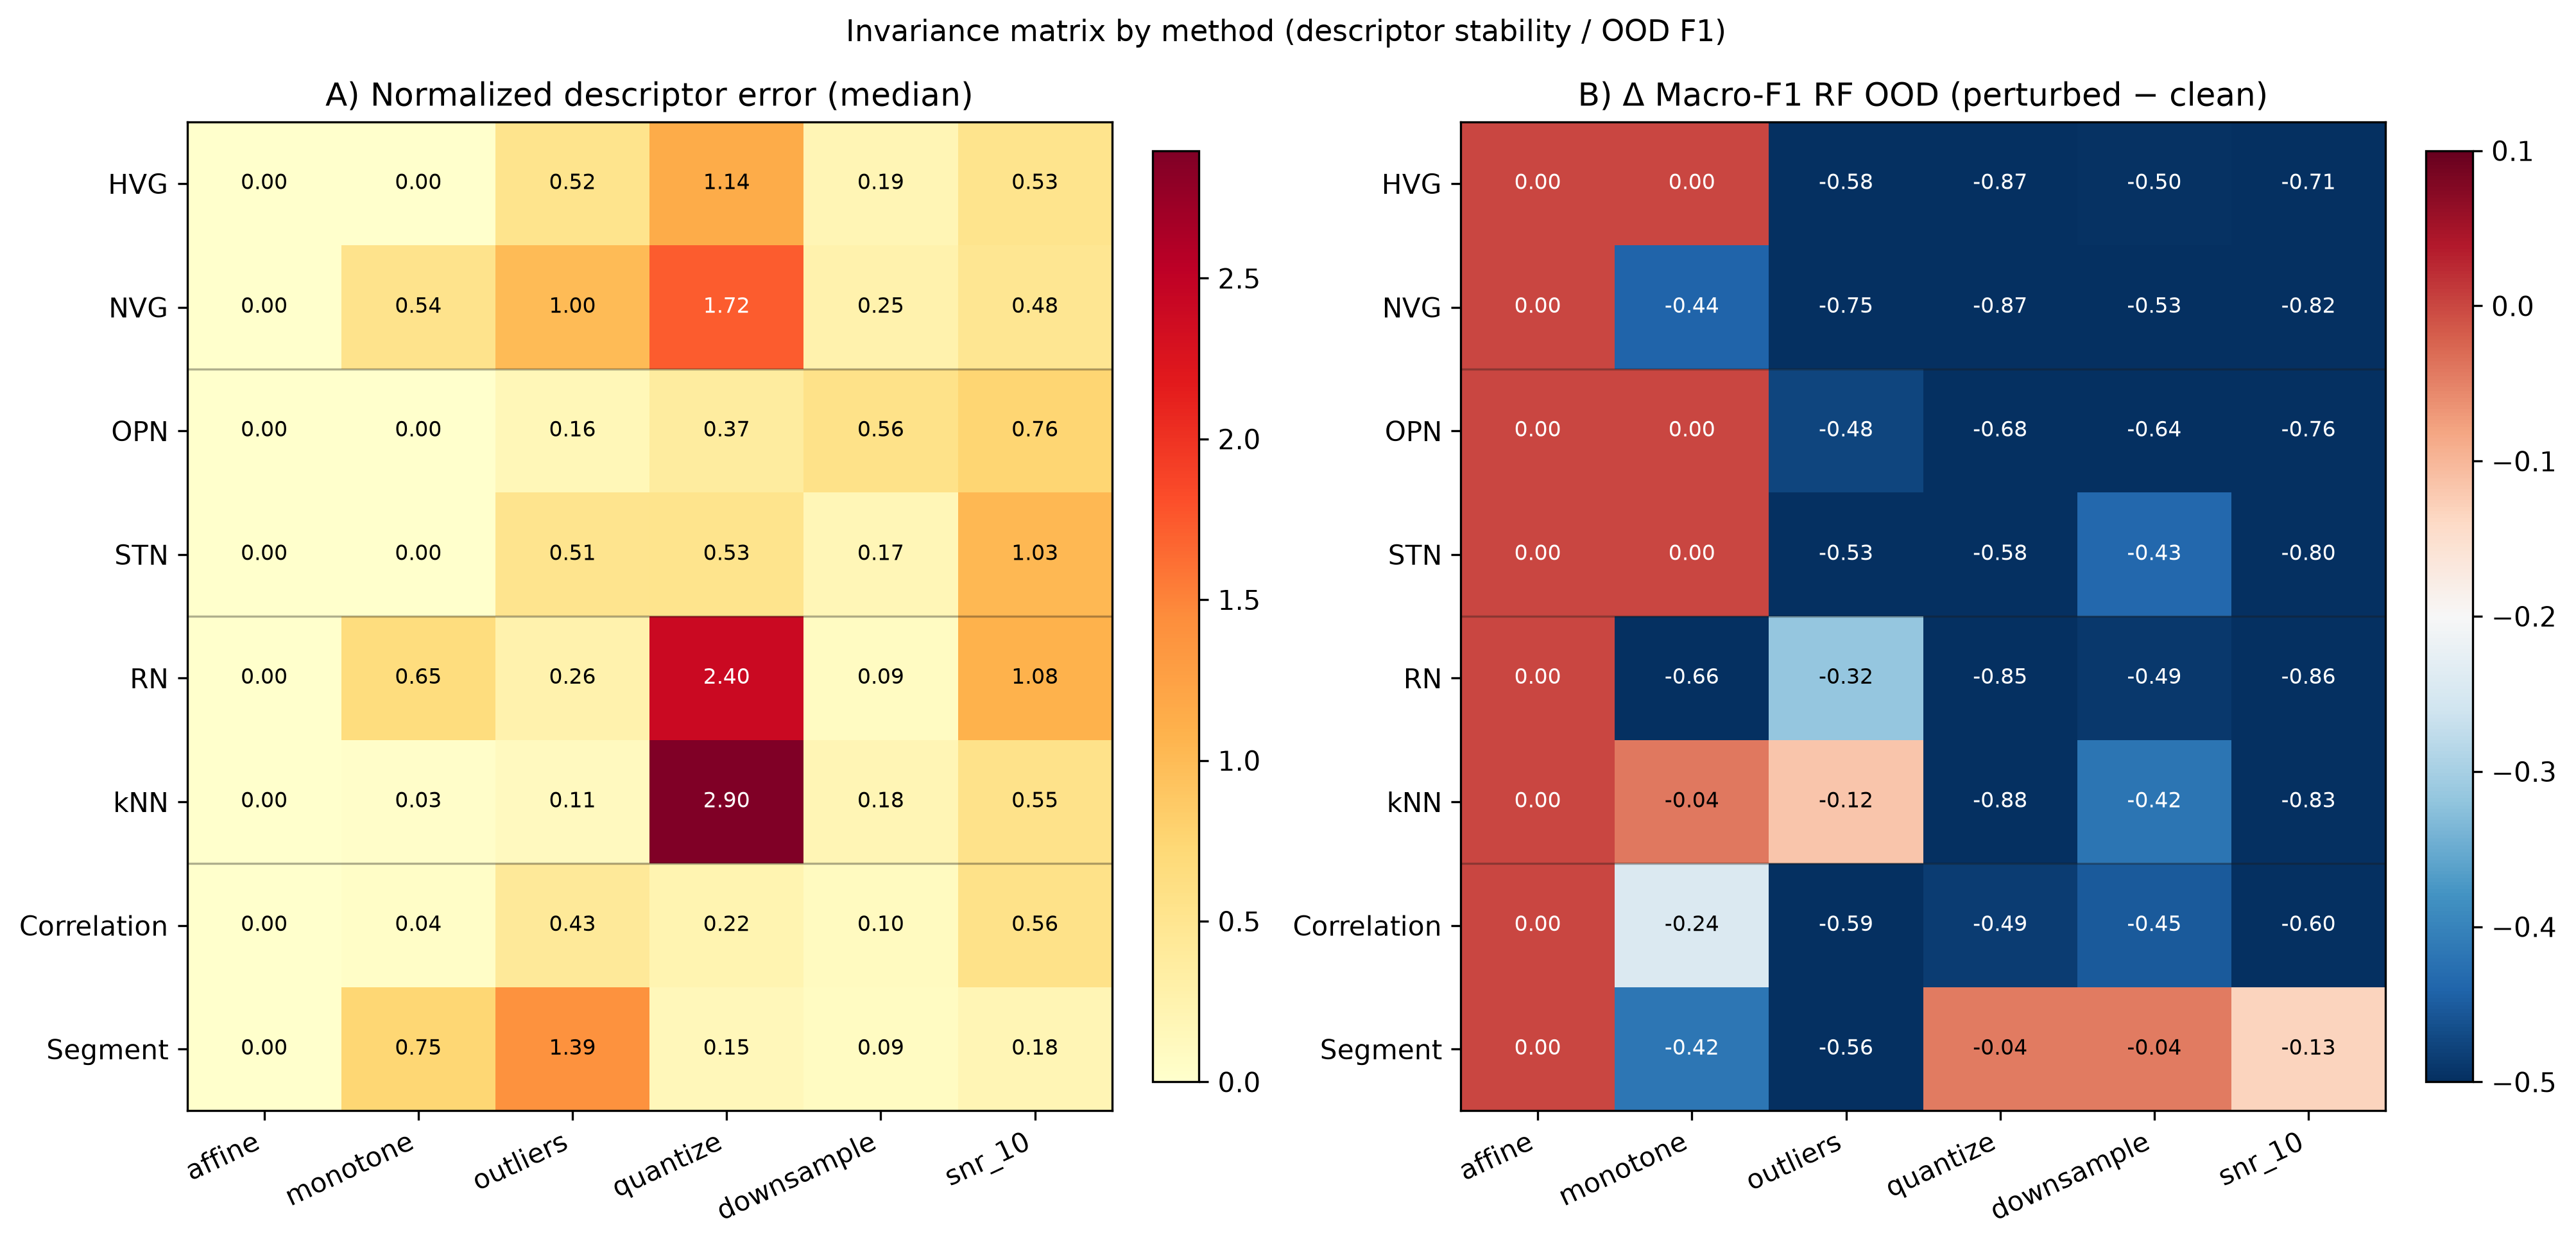 Invariance matrix by method (descriptor stability / OOD F1)
A) Normalized descriptor error (median)
HVG 0.00 0.00 0.52 1.14 0.19 0.53
NVG 0.00 0.54 1.00 1.72 0.25 0.48
OPN 0.00 0.00 0.16 0.37 0.56 0.76
STN 0.00 0.00 0.51 0.53 0.17 1.03
RN 0.00 0.65 0.26 2.40 0.09 1.08
kNN 0.00 0.03 0.11 2.90 0.18 0.55
Correlation 0.00 0.04 0.43 0.22 0.10 0.56
Segment 0.00 0.75 1.39 0.15 0.09 0.18
affine monotone outliers quantize downsample snr_10
2.5
2.0
1.5
1.0
0.5
0.0
B) Δ Macro-F1 RF OOD (perturbed − clean)
HVG 0.00 0.00 -0.58 -0.87 -0.50 -0.71
NVG 0.00 -0.44 -0.75 -0.87 -0.53 -0.82
OPN 0.00 0.00 -0.48 -0.68 -0.64 -0.76
STN 0.00 0.00 -0.53 -0.58 -0.43 -0.80
RN 0.00 -0.66 -0.32 -0.85 -0.49 -0.86
kNN 0.00 -0.04 -0.12 -0.88 -0.42 -0.83
Correlation 0.00 -0.24 -0.59 -0.49 -0.45 -0.60
Segment 0.00 -0.42 -0.56 -0.04 -0.04 -0.13
affine monotone outliers quantize downsample snr_10
0.1
0.0
−0.1
−0.2
−0.3
−0.4
−0.5